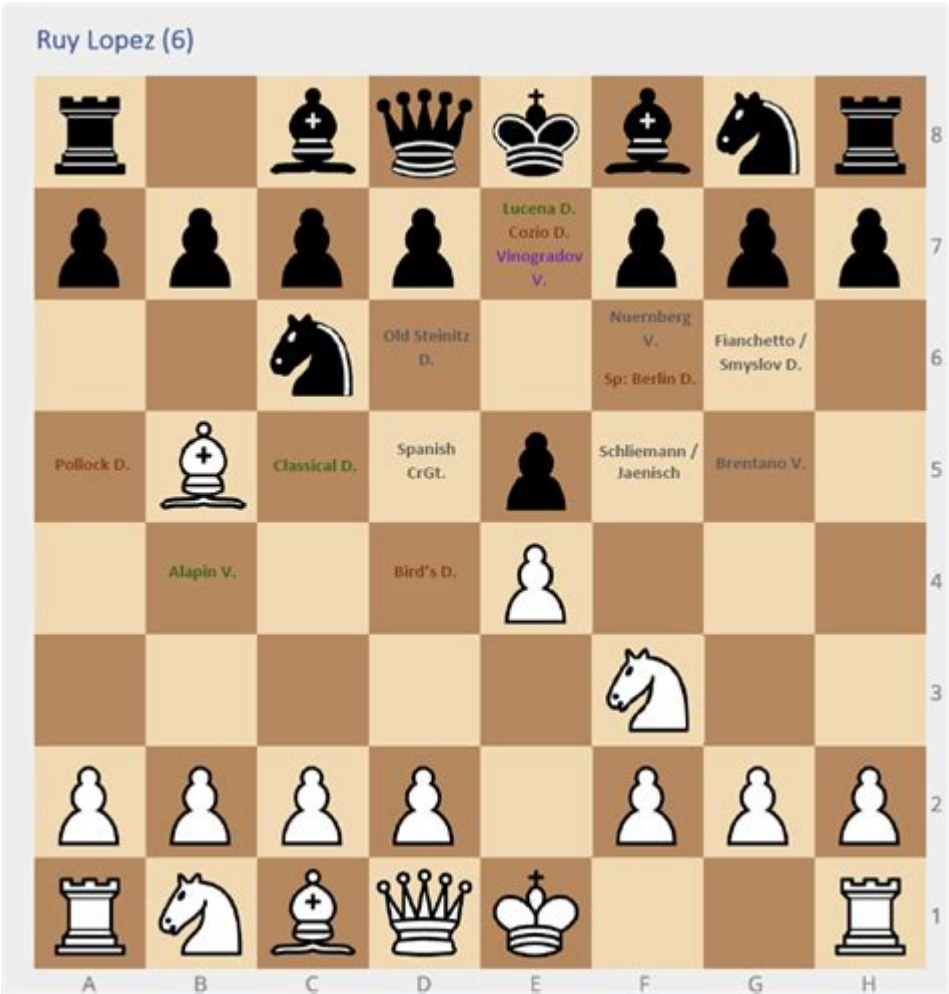 Ruy Lopez (6)
8
Lucena D.
Cozio D.
Vinogradov
V.
7
Old Steinitz
D.
Nuernberg
V.
Sp: Berlin D.
Fianchetto /
Smyslov D.
6
Pollock D.
Classical D.
Spanish
CrGt.
Schliemann /
Jaenisch
Brentano V.
5
Alapin V.
Bird's D.
4
3
2
1
A B C D E F G H